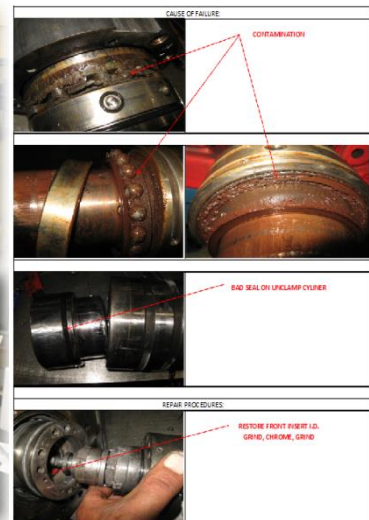 CAUSE OF FAILURE:
CONTAMINATION
BAD SEAL ON UNCLAMP CYLINER
REPAIR PROCEDURES:
RESTORE FRONT INSERT I.D.
GRIND, CHROME, GRIND